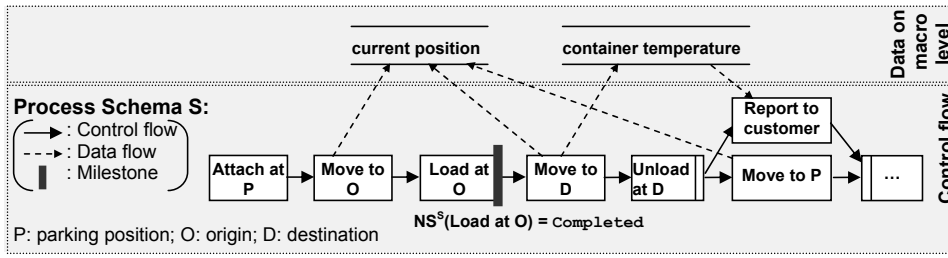 current position
container temperature
Data on
macro
level
Process Schema S:
: Control flow
: Data flow
: Milestone
Report to
customer
Attach at
P
Move to
O
Load at
O
Move to
D
Unload
at D
Move to P
...
Control flow
NS^S(Load at O) = Completed
P: parking position; O: origin; D: destination